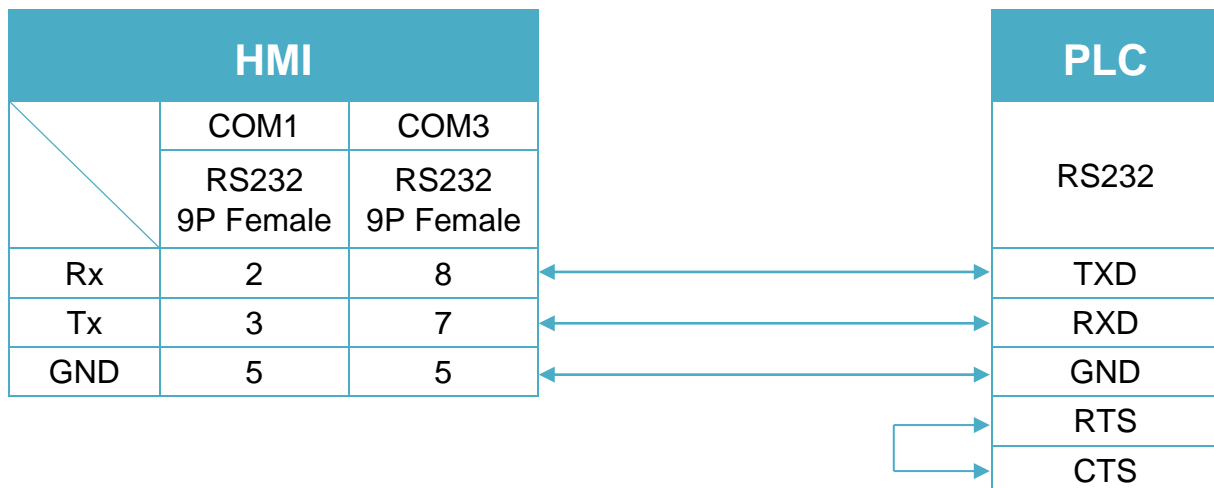 HMI PLC
COM1 COM3
RS232 RS232 RS232
9P Female 9P Female
Rx 2 8 TXD
Tx 3 7 RXD
GND 5 5 GND
RTS
CTS